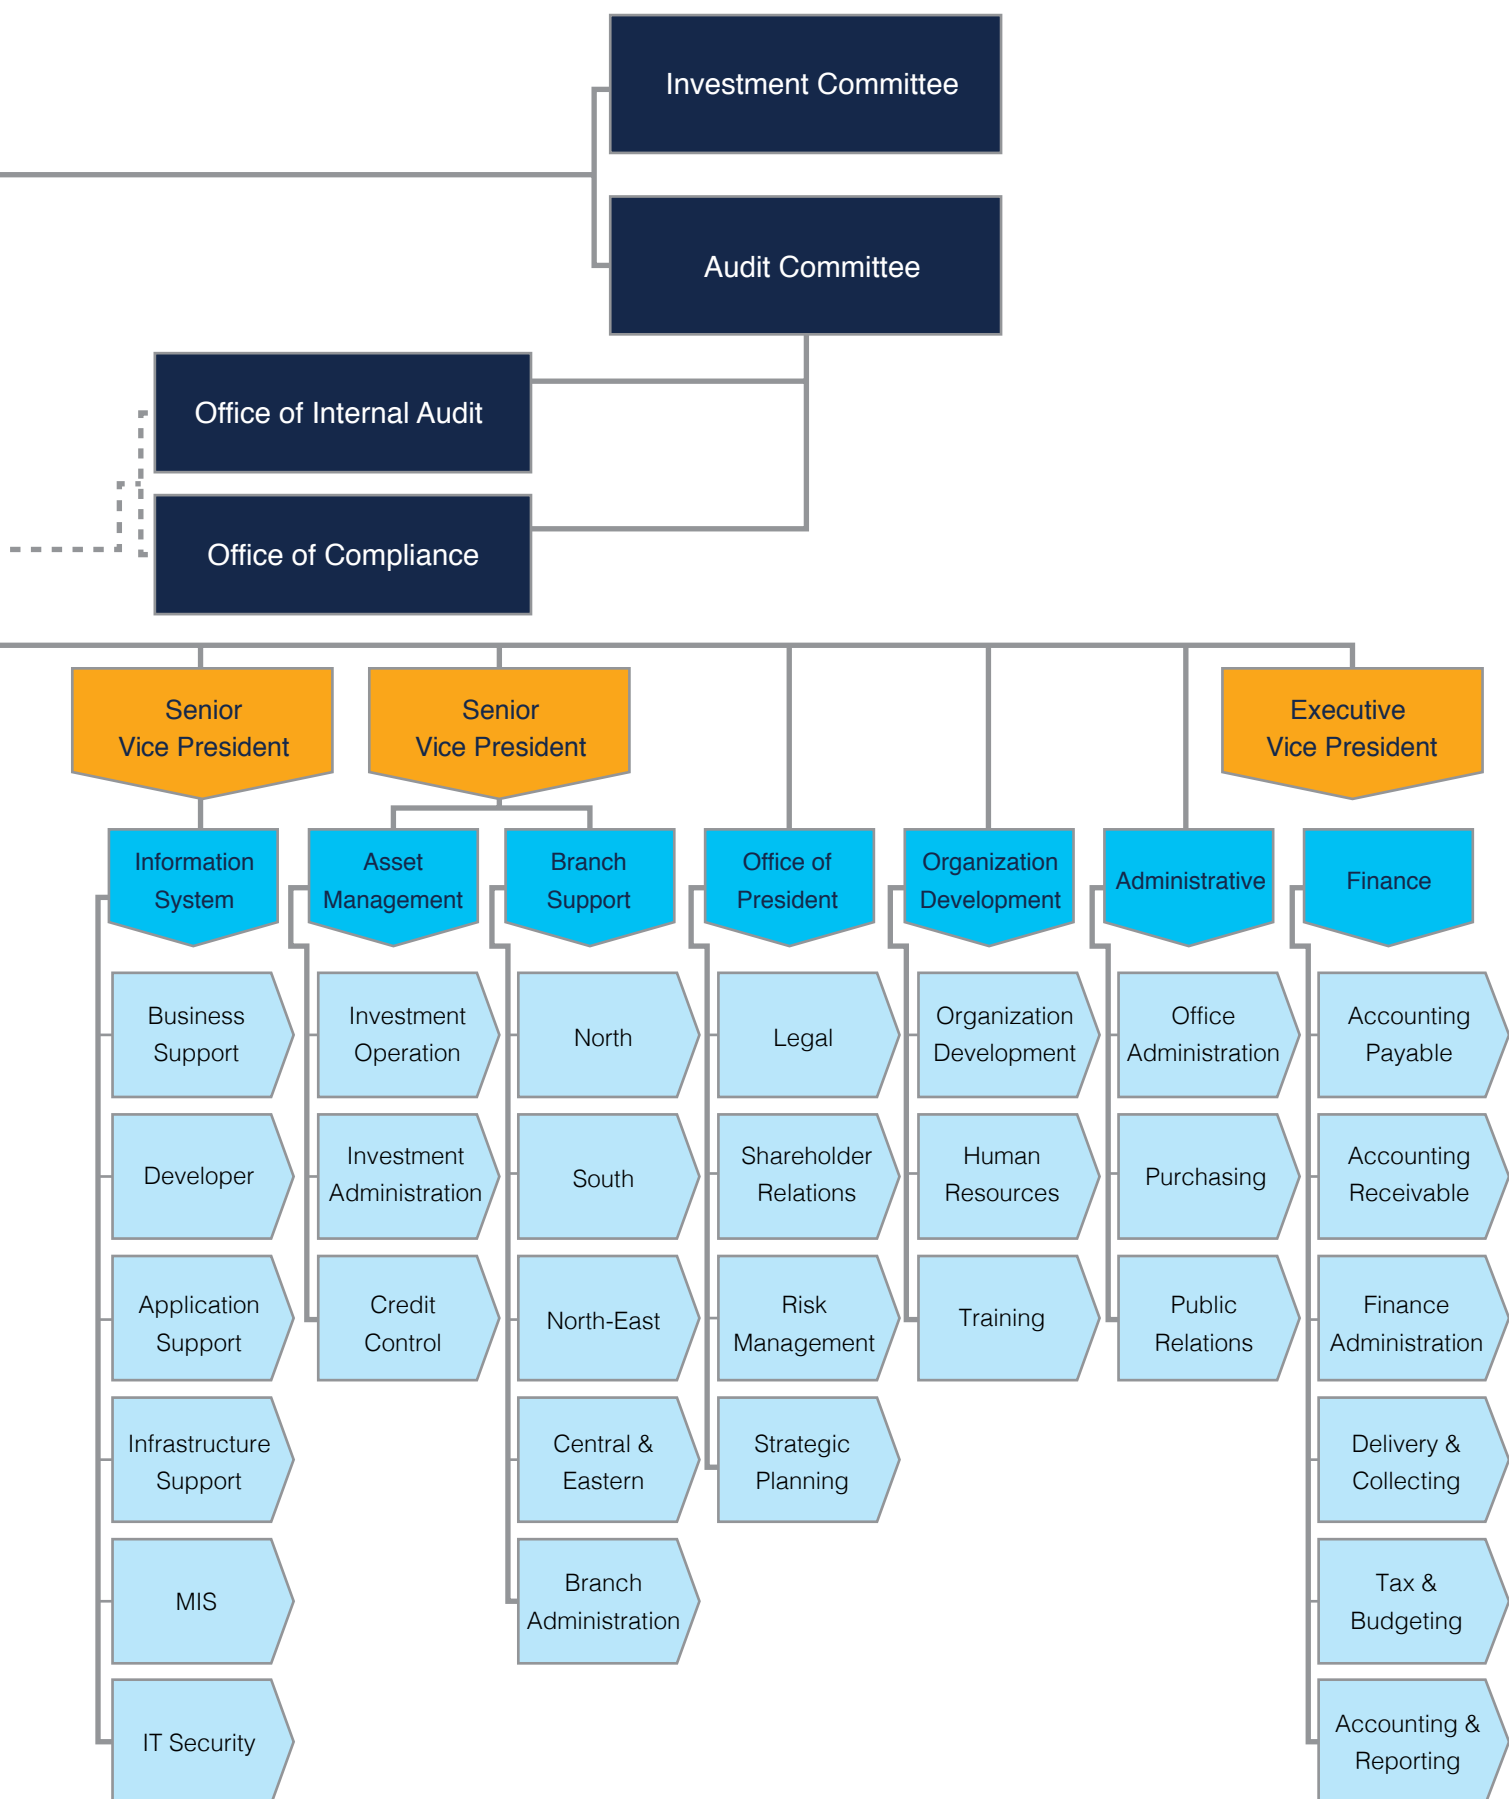 Investment Committee
Audit Committee
Office of Internal Audit
Office of Compliance
Senior
Vice President
Senior
Vice President
Executive
Vice President
Information
System
Asset
Management
Branch
Support
Office of
President
Organization
Development
Administrative
Finance
Business
Support
Developer
Application
Support
Infrastructure
Support
MIS
IT Security
Investment
Operation
Investment
Administration
Credit
Control
North
South
North-East
Central &
Eastern
Branch
Administration
Legal
Shareholder
Relations
Risk
Management
Strategic
Planning
Organization
Development
Human
Resources
Training
Office
Administration
Purchasing
Public
Relations
Accounting
Payable
Accounting
Receivable
Finance
Administration
Delivery &
Collecting
Tax &
Budgeting
Accounting &
Reporting